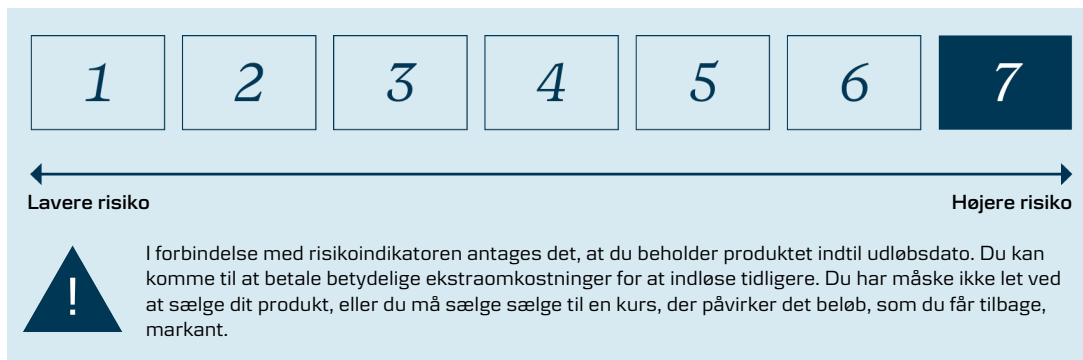 1 2 3 4 5 6 7
Lavere risiko Højere risiko
I forbindelse med risikoindikatoren antages det, at du beholder produktet indtil udløbsdato. Du kan
komme til at betale betydelige ekstraomkostninger for at indløse tidligere. Du har måske ikke let ved
at sælge dit produkt, eller du må sælge sælge til en kurs, der påvirker det beløb, som du får tilbage,
markant.
!